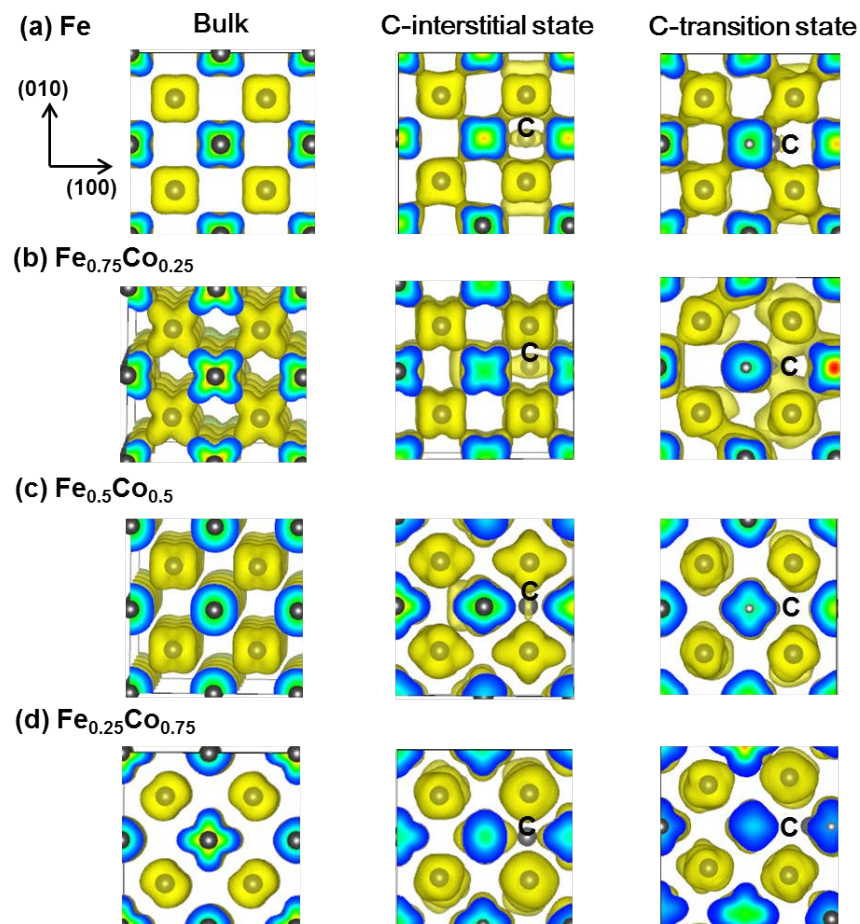 (a) Fe Bulk C-interstitial state C-transition state
(010)
(100)
C C
(b) Fe0.75Co0.25
C C
(c) Fe0.5Co0.5
C C
(d) Fe0.25Co0.75
C C